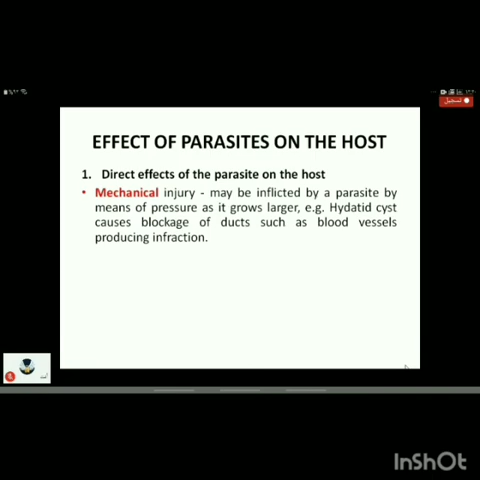 تسجيل
EFFECT OF PARASITES ON THE HOST
1. Direct effects of the parasite on the host
• Mechanical injury - may be inflicted by a parasite by
means of pressure as it grows larger, e.g. Hydatid cyst
causes blockage of ducts such as blood vessels
producing infraction.
InShOt